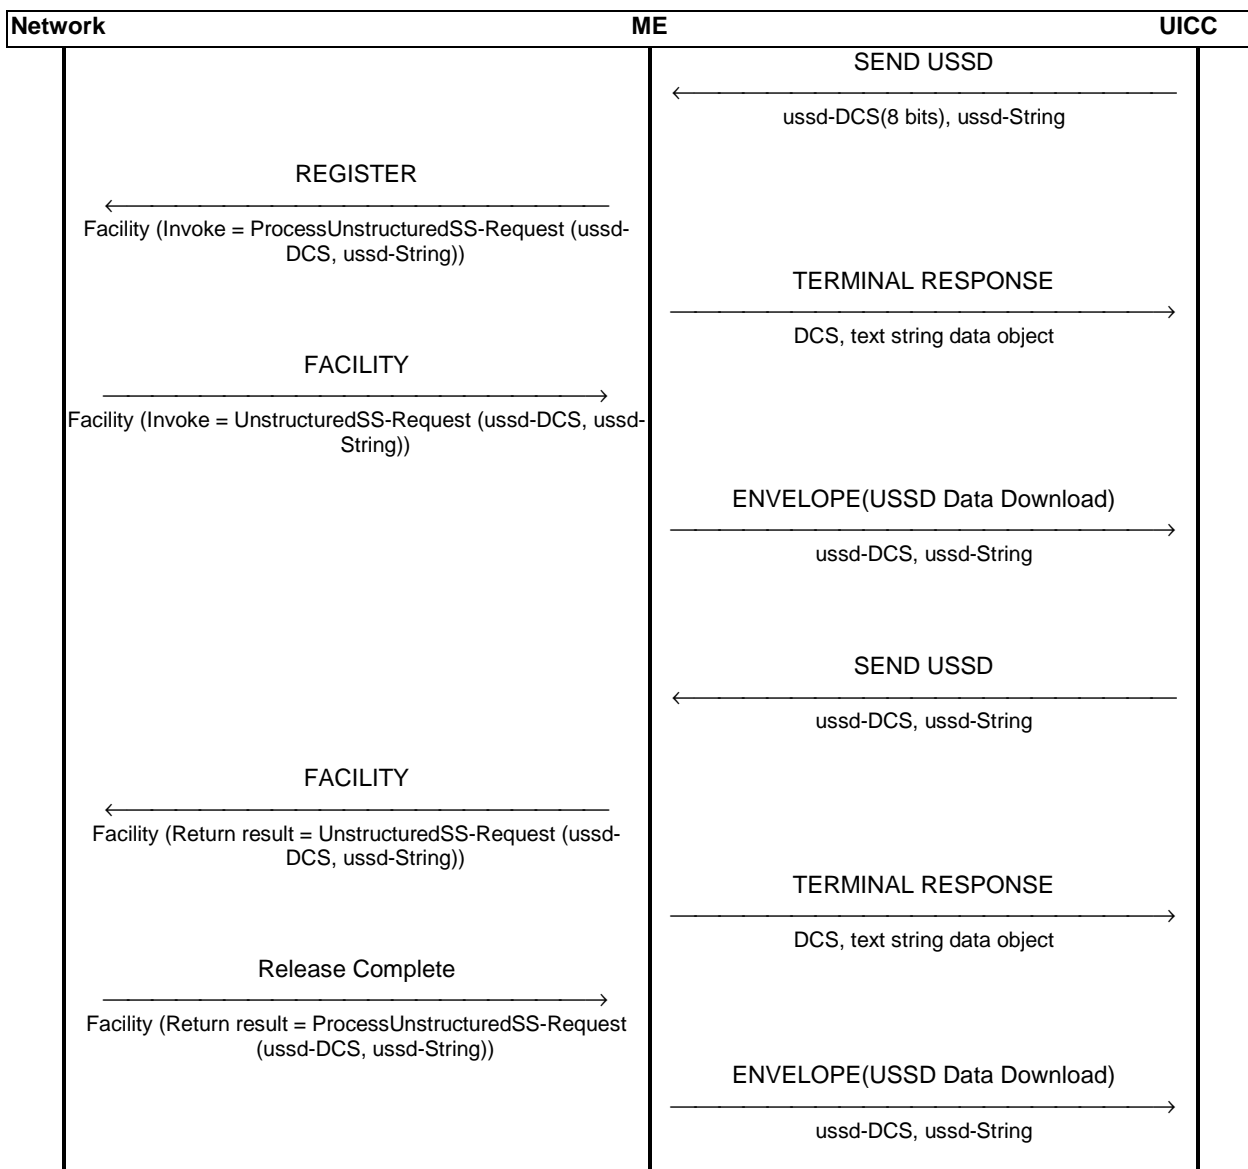 Network ME UICC
SEND USSD
ussd-DCS(8 bits), ussd-String
REGISTER
Facility (Invoke = ProcessUnstructuredSS-Request (ussd-
DCS, ussd-String))
TERMINAL RESPONSE
DCS, text string data object
FACILITY
Facility (Invoke = UnstructuredSS-Request (ussd-DCS, ussd-
String))
ENVELOPE(USSD Data Download)
ussd-DCS, ussd-String
SEND USSD
ussd-DCS, ussd-String
FACILITY
Facility (Return result = UnstructuredSS-Request (ussd-
DCS, ussd-String))
TERMINAL RESPONSE
DCS, text string data object
Release Complete
Facility (Return result = ProcessUnstructuredSS-Request
(ussd-DCS, ussd-String))
ENVELOPE(USSD Data Download)
ussd-DCS, ussd-String